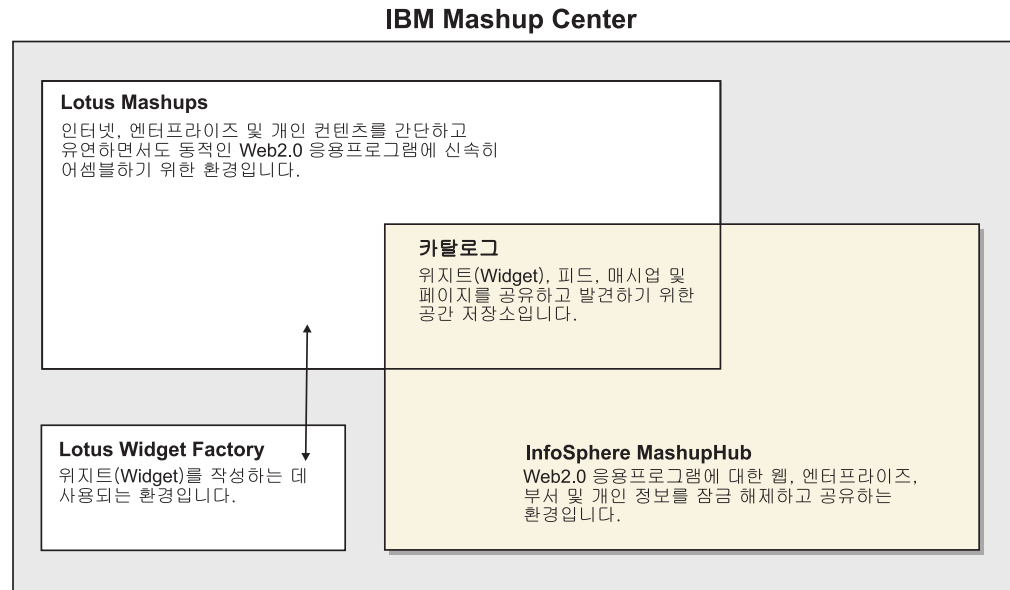 IBM Mashup Center
Lotus Mashups
인터넷, 엔터프라이즈 및 개인 컨텐츠를 간단하고
유연하면서도 동적인 Web2.0 응용프로그램에 신속히
어셈블하기 위한 환경입니다.
카탈로그
위지트(Widget), 피드, 매시업 및
페이지를 공유하고 발견하기 위한
공간 저장소입니다.
Lotus Widget Factory
위지트(Widget)를 작성하는 데
사용되는 환경입니다.
InfoSphere MashupHub
Web2.0 응용프로그램에 대한 웹, 엔터프라이즈,
부서 및 개인 정보를 잠금 해제하고 공유하는
환경입니다.